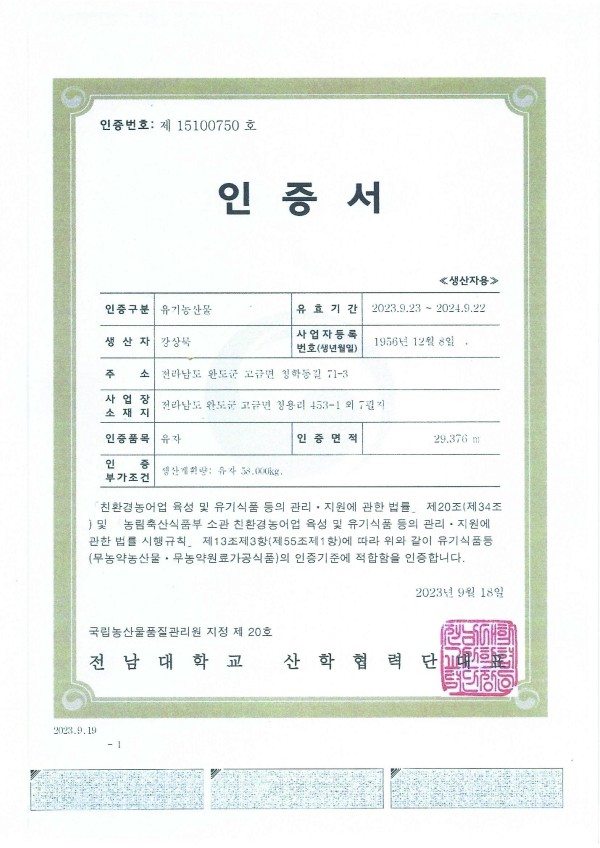 인증번호: 제 15100750 호
인 증 서
≪생산자용≫
인증구분 유기농산물 유 효 기 간 2023.9.23 ~ 2024.9.22
생 산 자 강상묵 사업자등록 번호(생년월일) 1956년 12월 8일 .
주 소 전라남도 완도군 고금면 청학동길 71-3
사 업 장 소 재 지 전라남도 완도군 고금면 청용리 453-1 외 7필지
인증품목 유자 인 증 면 적 29,376 ㎡
인 증 부가조건 생산계획량: 유자 58,000kg.
「친환경농어업 육성 및 유기식품 등의 관리・지원에 관한 법률」 제20조(제34조
) 및 「농림축산식품부 소관 친환경농어업 육성 및 유기식품 등의 관리・지원에
관한 법률 시행규칙」 제13조제3항(제55조제1항)에 따라 위와 같이 유기식품등
(무농약농산물・무농약원료가공식품)의 인증기준에 적합함을 인증합니다.
2023년 9월 18일
국립농산물품질관리원 지정 제 20호
전 남 대 학 교 산 학 협 력 단 대 표
2023.9.19
- 1